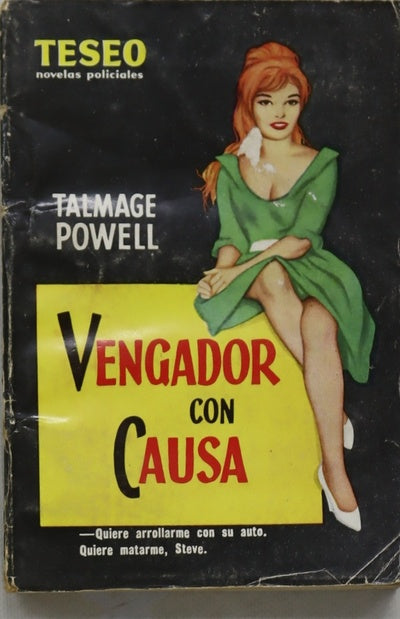 TESEO
novelas policiales
TALMAGE
POWELL
VENGADOR
CON
CAUSA
—Quiere arrollarme con su auto.
Quiere matarme, Steve.